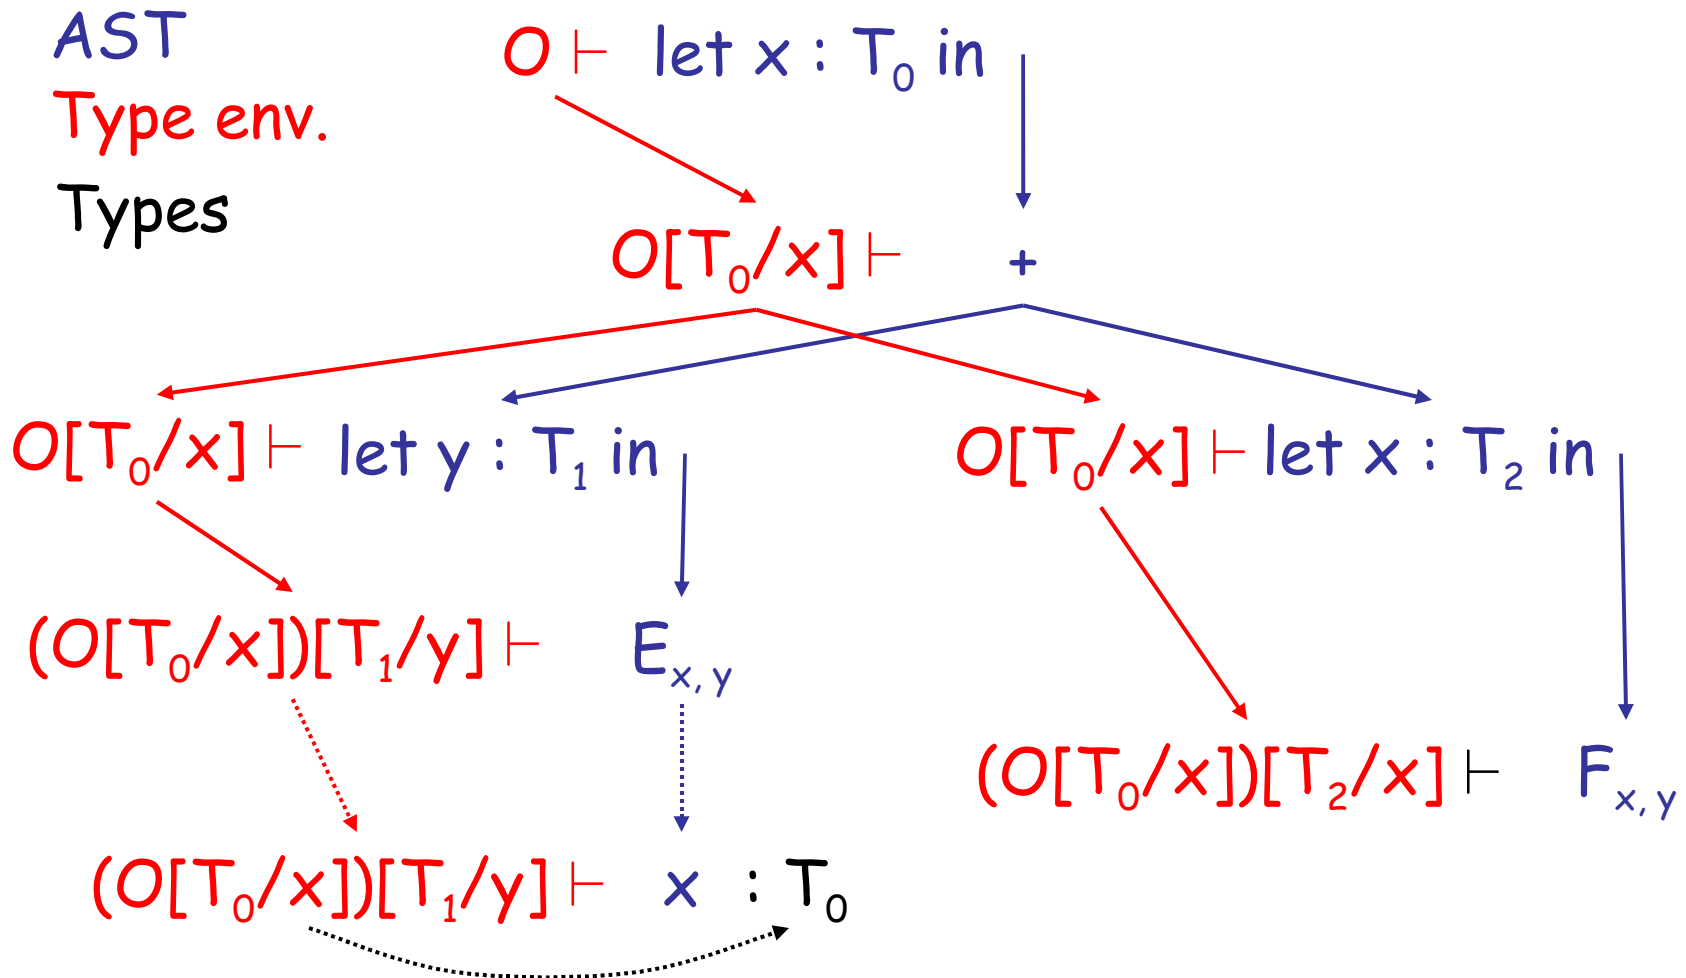 AST
Type env.
Types
O ⊢ let x : T₀ in
O[T₀/x] ⊢ +
O[T₀/x] ⊢ let y : T₁ in
O[T₀/x] ⊢ let x : T₂ in
(O[T₀/x])[T₁/y] ⊢ Eₓ, y
(O[T₀/x])[T₂/x] ⊢ Fₓ, y
(O[T₀/x])[T₁/y] ⊢ x : T₀